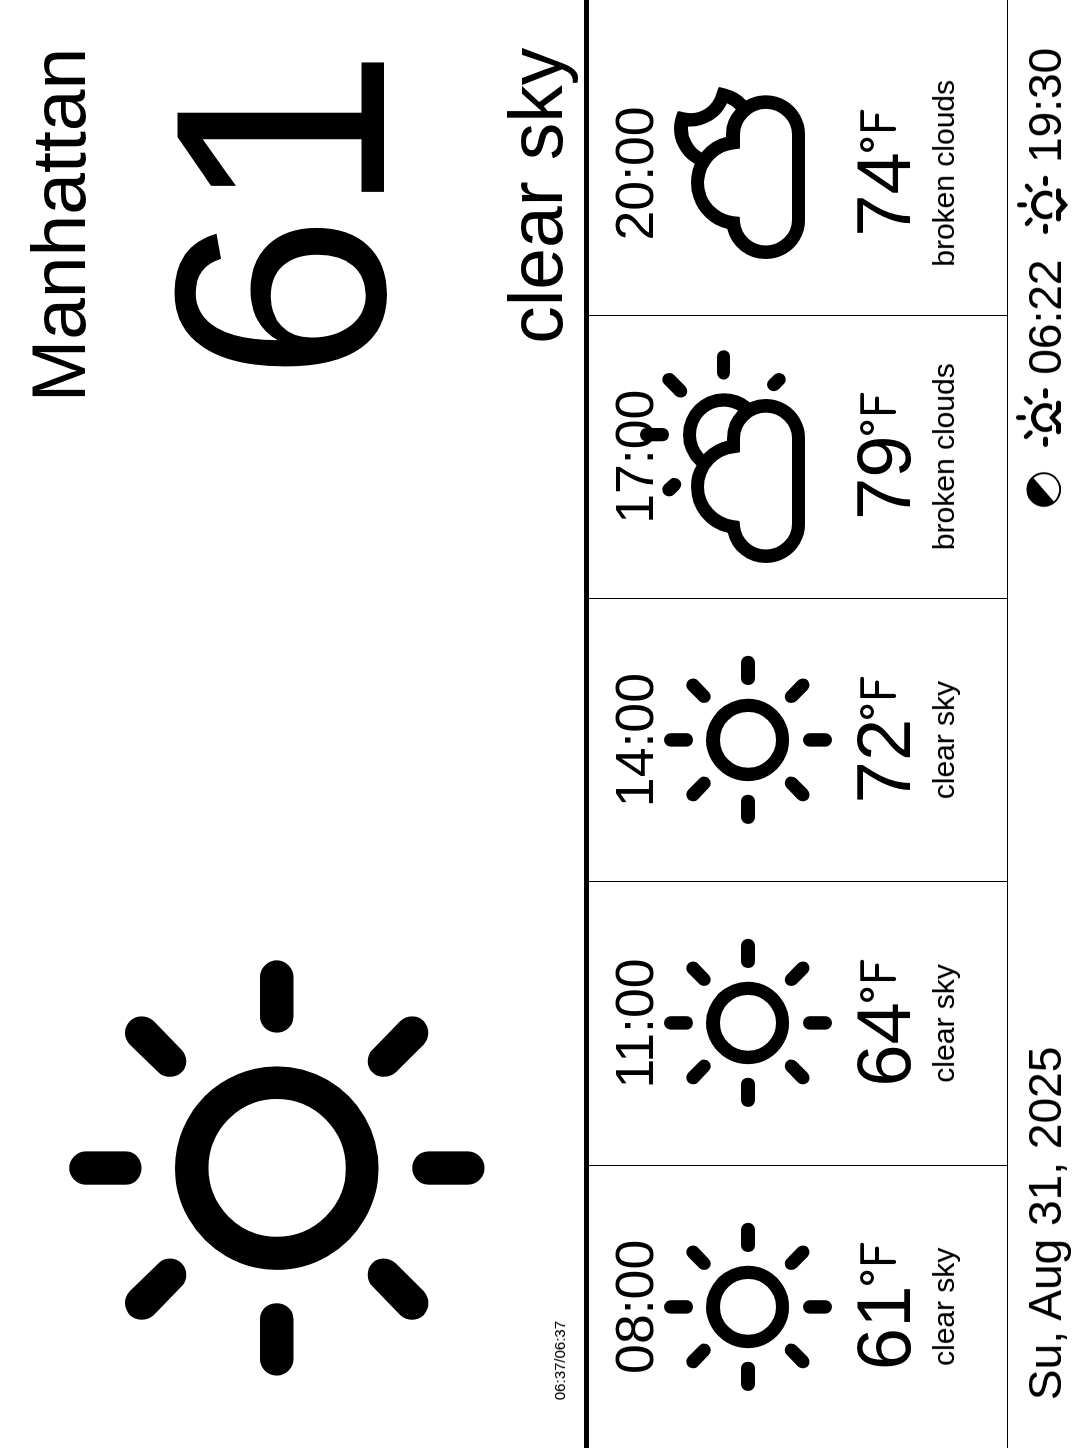 Manhattan
61
clear sky
06:37/06:37
08:00
61°F
clear sky
11:00
64°F
clear sky
14:00
72°F
clear sky
17:00
79°F
broken clouds
20:00
74°F
broken clouds
Su, Aug 31, 2025
06:22
19:30